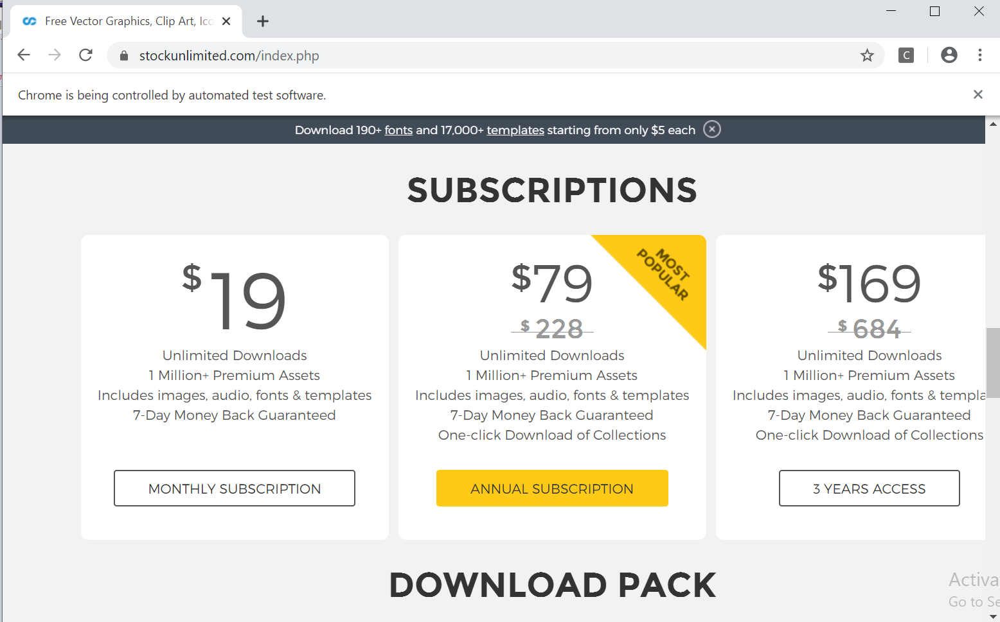 Free Vector Graphics, Clip Art, Ico
stockunlimited.com/index.php
C
Chrome is being controlled by automated test software.
Download 190+ fonts and 17,000+ templates starting from only $5 each
SUBSCRIPTIONS
$19
Unlimited Downloads
1 Million+ Premium Assets
Includes images, audio, fonts & templates
7-Day Money Back Guaranteed
MONTHLY SUBSCRIPTION
MOST
POPULAR
$79
$228
Unlimited Downloads
1 Million+ Premium Assets
Includes images, audio, fonts & templates
7-Day Money Back Guaranteed
One-click Download of Collections
ANNUAL SUBSCRIPTION
$169
$684
Unlimited Downloads
1 Million+ Premium Assets
Includes images, audio, fonts & templa
7-Day Money Back Guaranteed
One-click Download of Collections
3 YEARS ACCESS
DOWNLOAD PACK
Activa
Go to Se